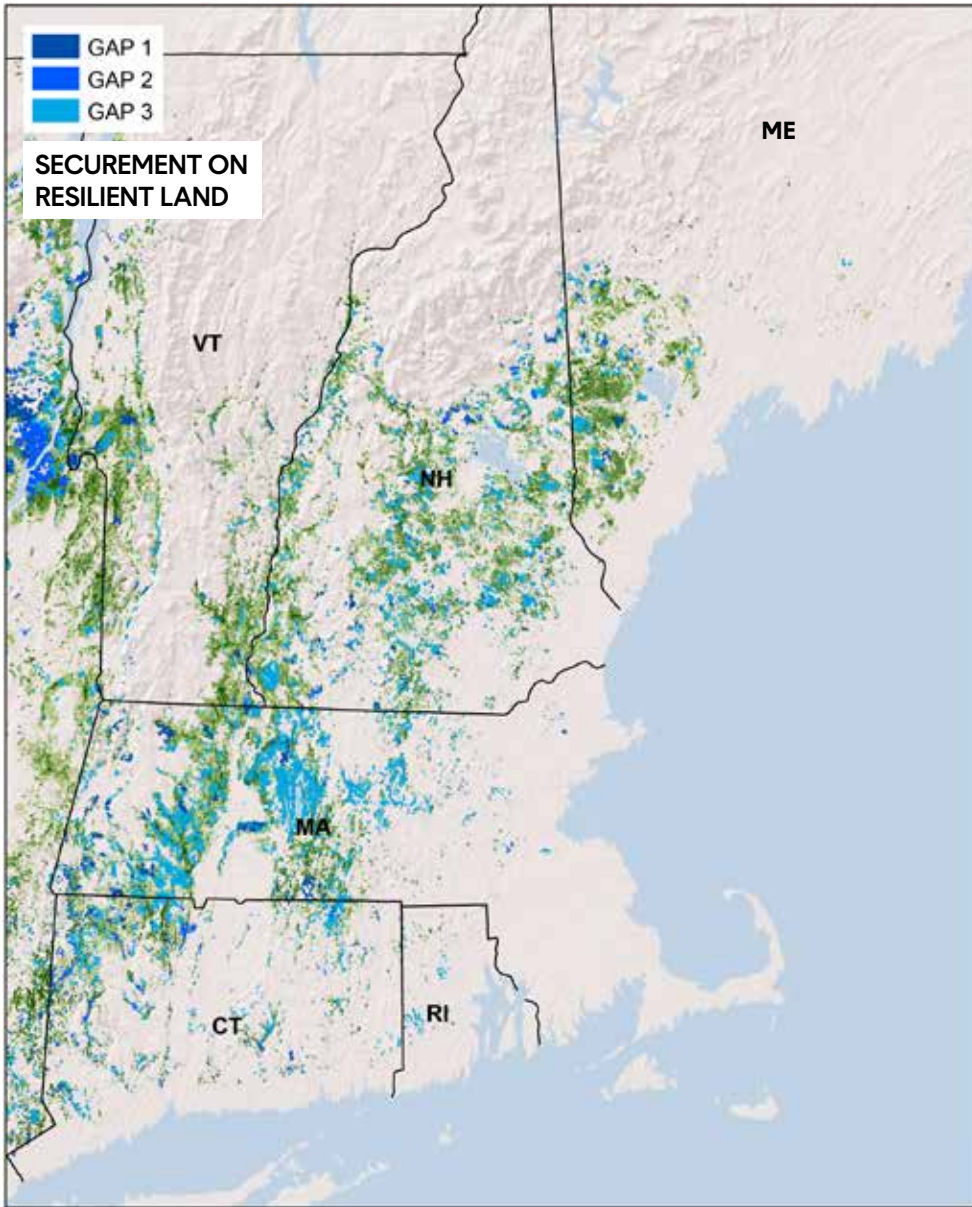 GAP 1
GAP 2
GAP 3
SECUREMENT ON
RESILIENT LAND
ME
VT
NH
MA
CT
RI